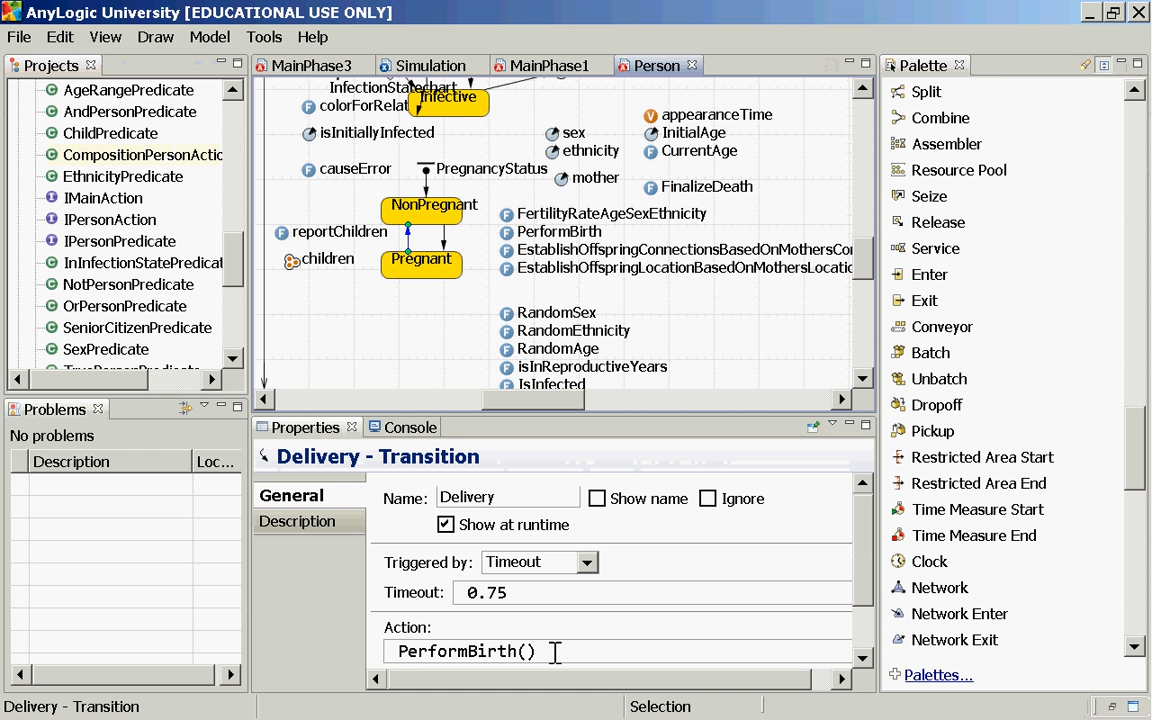 AnyLogic University [EDUCATIONAL USE ONLY]
File Edit View Draw Model Tools Help
Projects
AgeRangePredicate
AndPersonPredicate
ChildPredicate
CompositionPersonActic
EthnicityPredicate
IMainAction
IPersonAction
IPersonPredicate
InInfectionStatePredicat
NotPersonPredicate
OrPersonPredicate
SeniorCitizenPredicate
SexPredicate
Problems
No problems
Description Loc...
MainPhase3 Simulation MainPhase1 Person
InfectionStatechart
Infective
colorForRelat
isInitiallyInfected
causeError
PregnancyStatus
NonPregnant
reportChildren
children
Pregnant
sex
ethnicity
mother
appearanceTime
InitialAge
CurrentAge
FinalizeDeath
FertilityRateAgeSexEthnicity
PerformBirth
EstablishOffspringConnectionsBasedOnMothersCor
EstablishOffspringLocationBasedOnMothersLocatic
RandomSex
RandomEthnicity
RandomAge
isInReproductiveYears
IsInfected
Properties Console
Delivery - Transition
General
Description
Name: Delivery Show name Ignore
Show at runtime
Triggered by: Timeout
Timeout: 0.75
Action:
PerformBirth()
Palette
Split
Combine
Assembler
Resource Pool
Seize
Release
Service
Enter
Exit
Conveyor
Batch
Unbatch
Dropoff
Pickup
Restricted Area Start
Restricted Area End
Time Measure Start
Time Measure End
Clock
Network
Network Enter
Network Exit
Palettes...
Delivery - Transition Selection